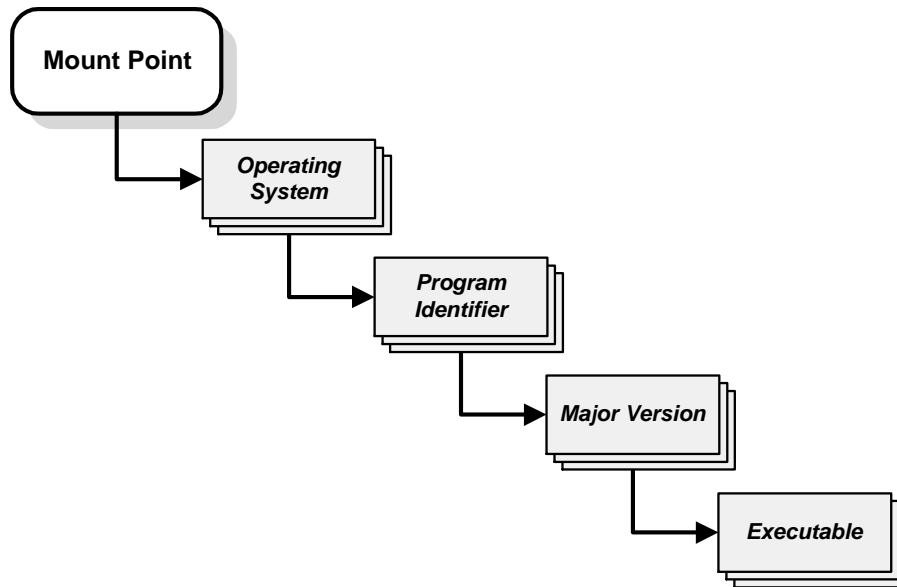 Mount Point
Operating
System
Program
Identifier
Major Version
Executable